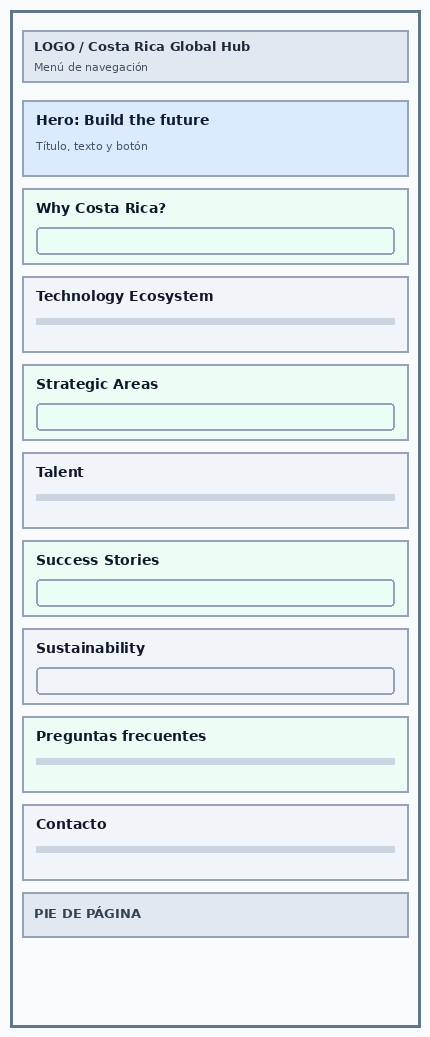 LOGO / Costa Rica Global Hub
Menú de navegación
Hero: Build the future
Título, texto y botón
Why Costa Rica?
Technology Ecosystem
Strategic Areas
Talent
Success Stories
Sustainability
Preguntas frecuentes
Contacto
PIE DE PÁGINA